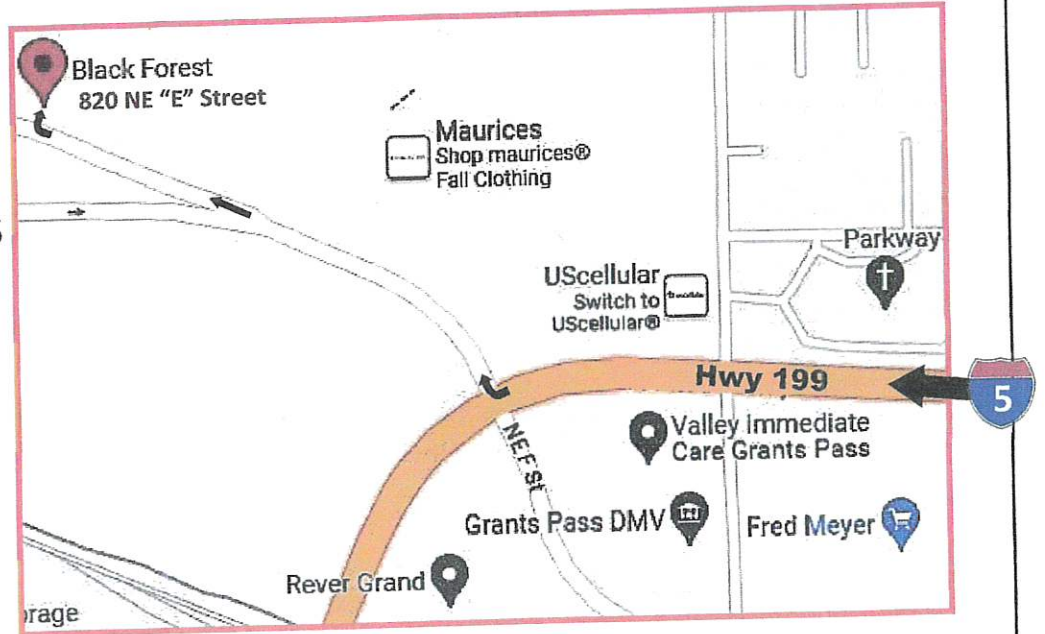 Black Forest
820 NE "E" Street
Maurices
Shop maurices®
Fall Clothing
Parkway
UScellular
Switch to
UScellular®
Hwy 199
5
Valley Immediate
Care Grants Pass
NE F St
Grants Pass DMV
Fred Meyer
Rever Grand
orage